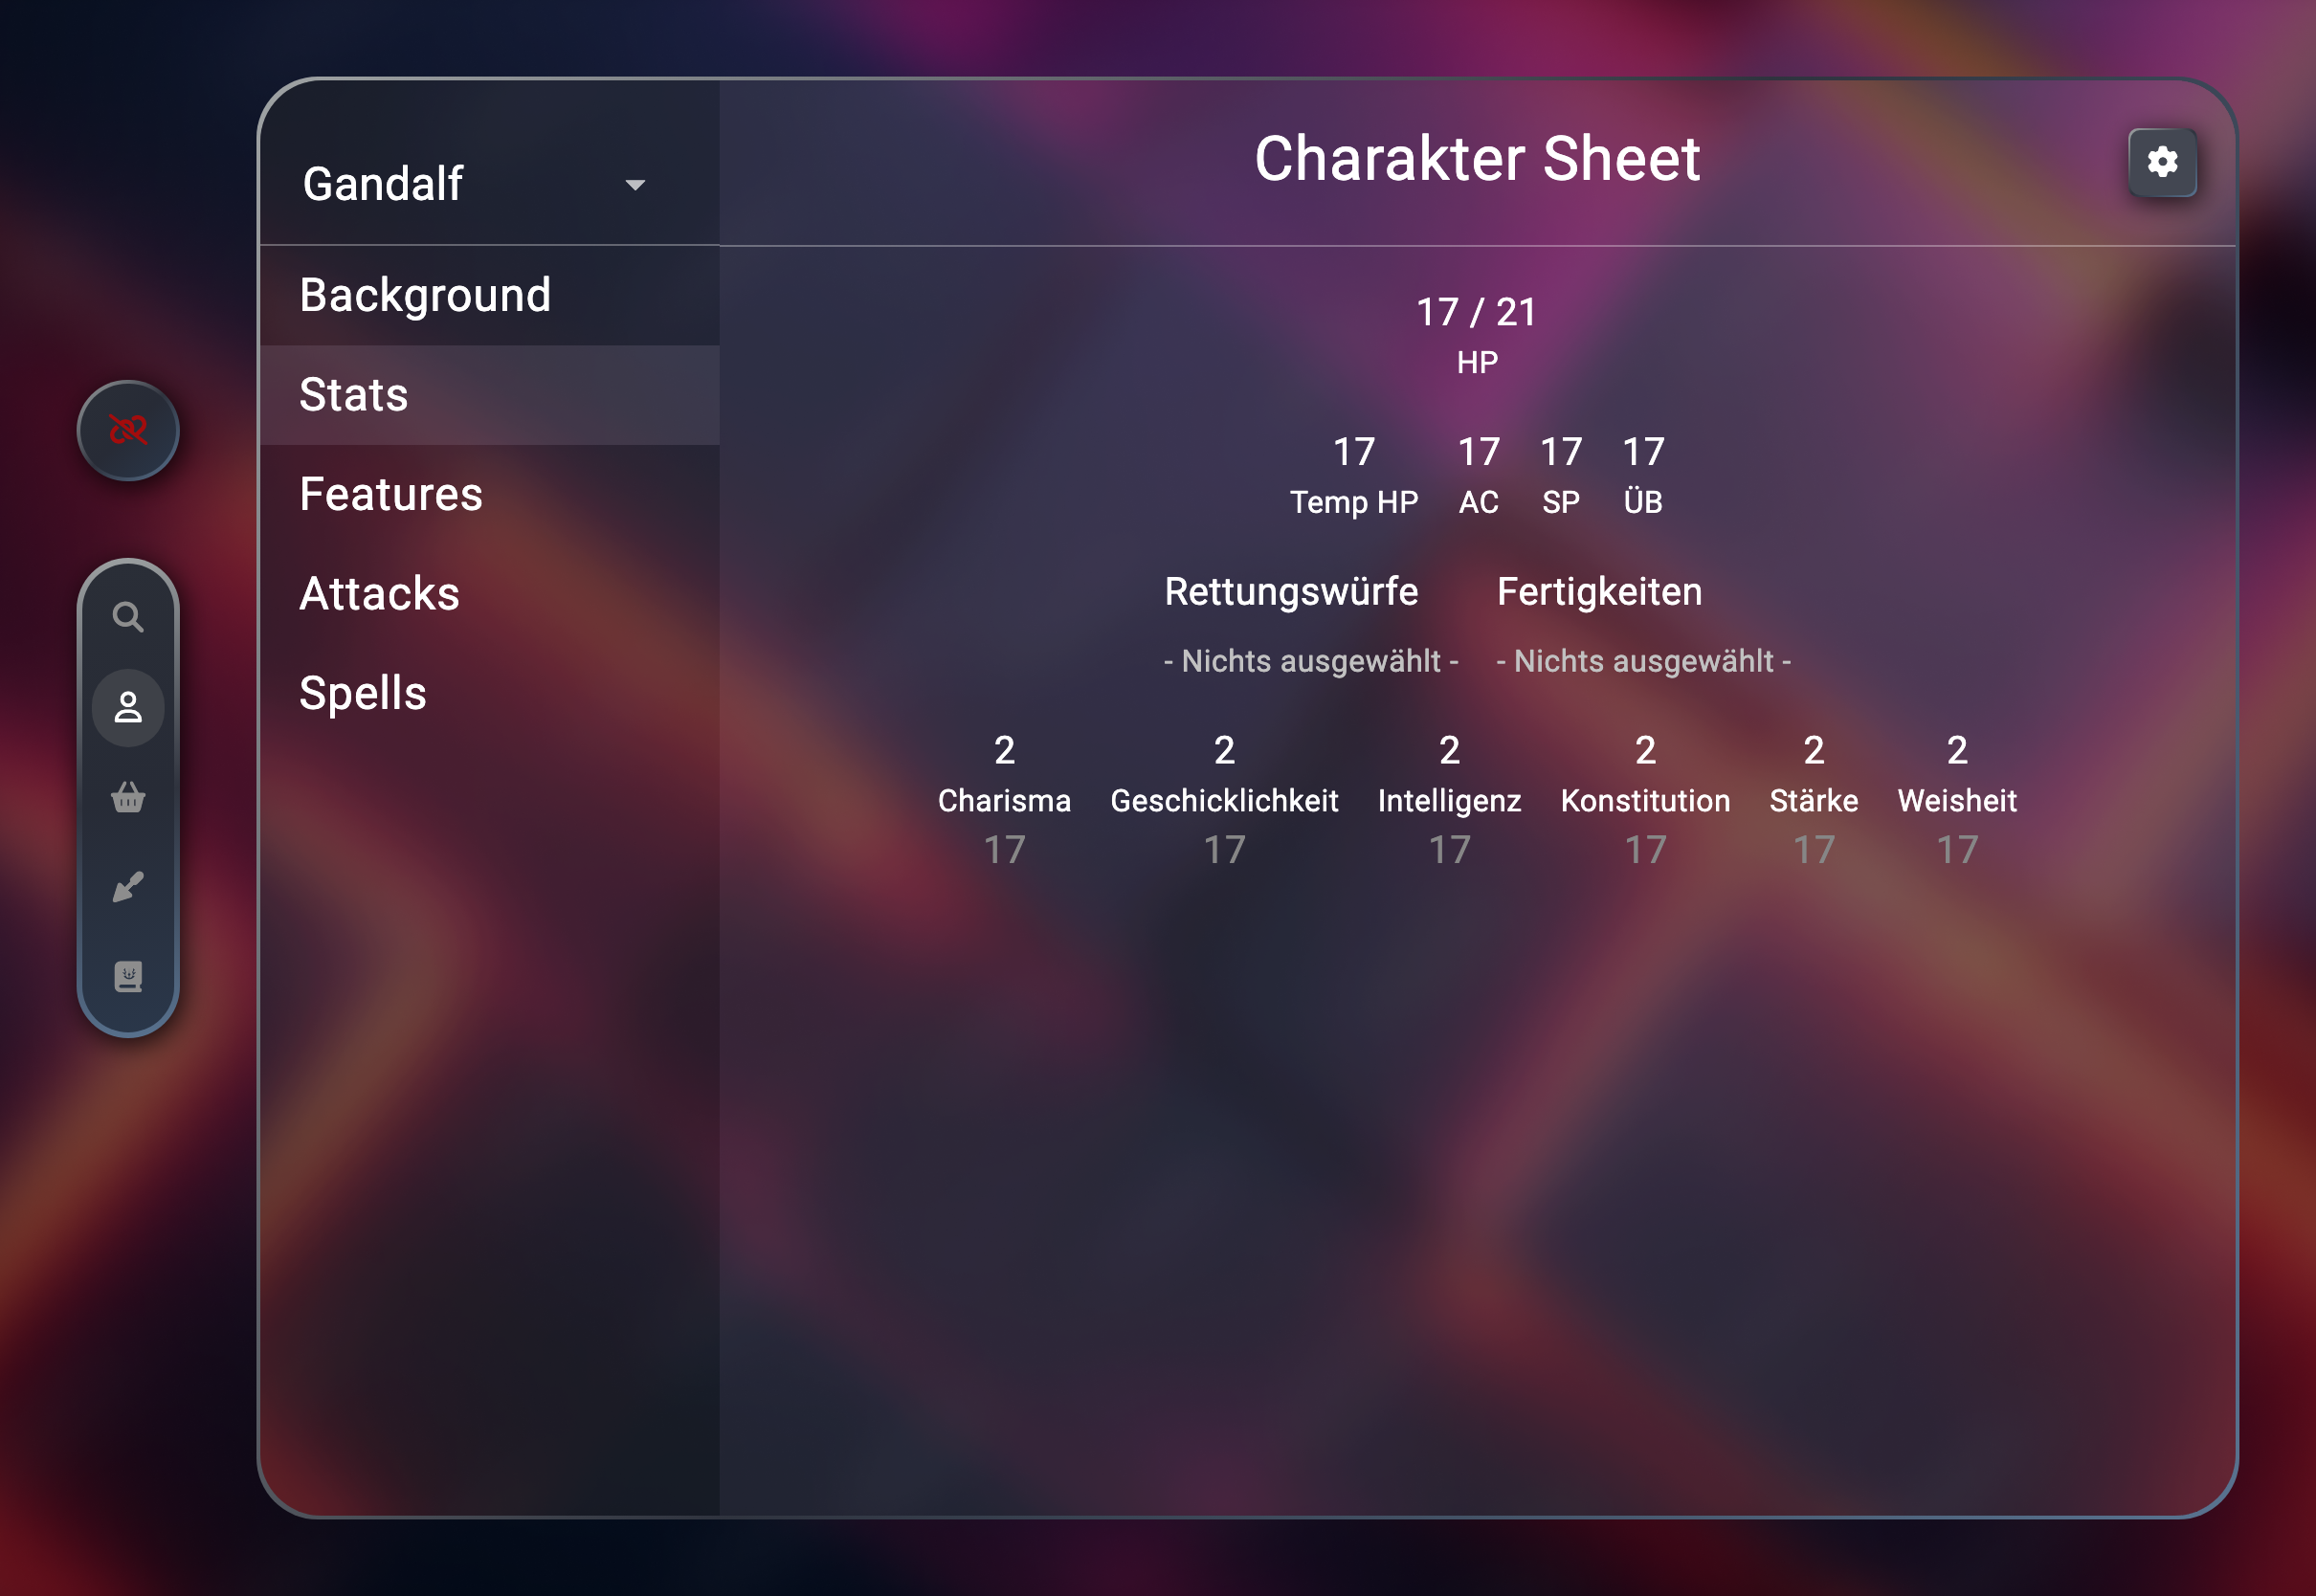 Gandalf
Charakter Sheet
Background
Stats
Features
Attacks
Spells
17 / 21
HP
17 17 17 17
Temp HP AC SP ÜB
Rettungswürfe Fertigkeiten
- Nichts ausgewählt - - Nichts ausgewählt -
2 2 2 2 2 2
Charisma Geschicklichkeit Intelligenz Konstitution Stärke Weisheit
17 17 17 17 17 17